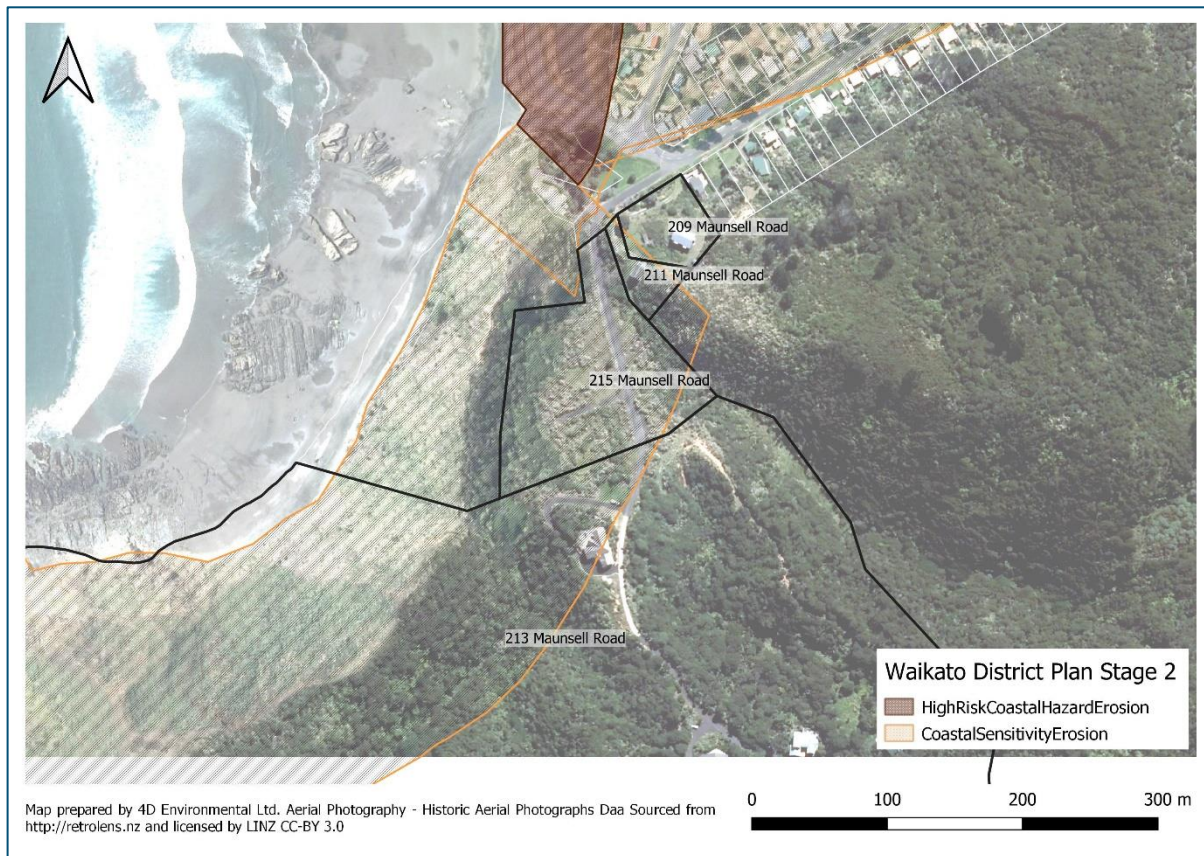 209 Maunsell Road
211 Maunsell Road
215 Maunsell Road
213 Maunsell Road
Waikato District Plan Stage 2
HighRiskCoastalHazardErosion
CoastalSensitivityErosion
Map prepared by 4D Environmental Ltd. Aerial Photography - Historic Aerial Photographs Daa Sourced from
http://retrolens.nz and licensed by LINZ CC-BY 3.0
0 100 200 300 m